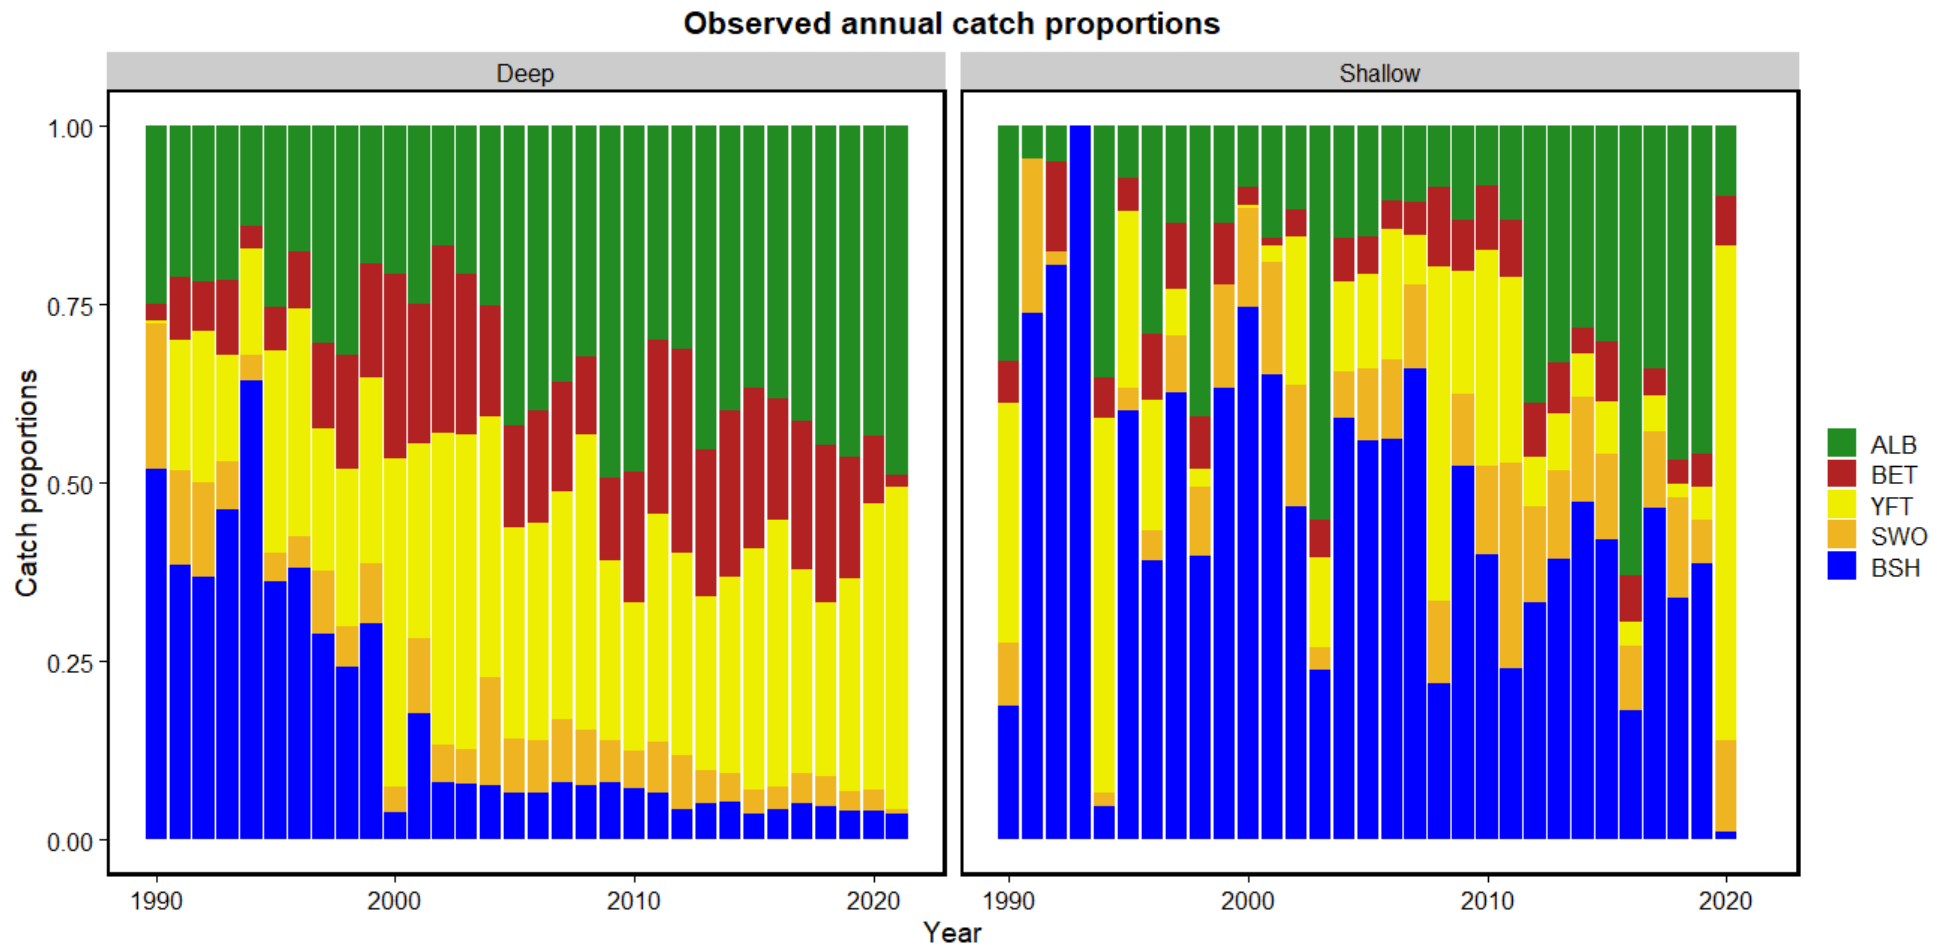 Observed annual catch proportions
Deep
Shallow
Catch proportions
1.00
0.75
0.50
0.25
0.00
1990
2000
2010
2020
1990
2000
2010
2020
Year
ALB
BET
YFT
SWO
BSH